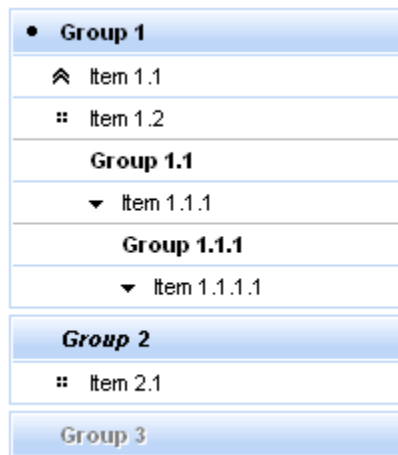 Group 1
Item 1.1
Item 1.2
Group 1.1
Item 1.1.1
Group 1.1.1
Item 1.1.1.1
Group 2
Item 2.1
Group 3